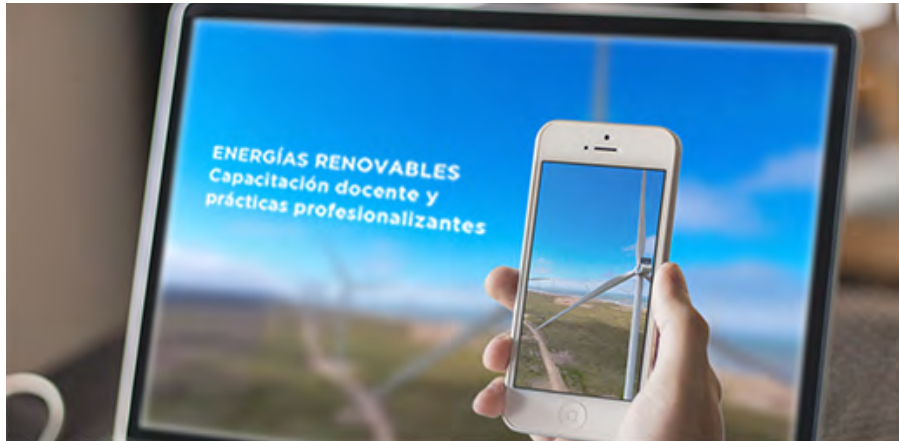 ENERGÍAS RENOVABLES
Capacitación docente y
prácticas profesionalizantes